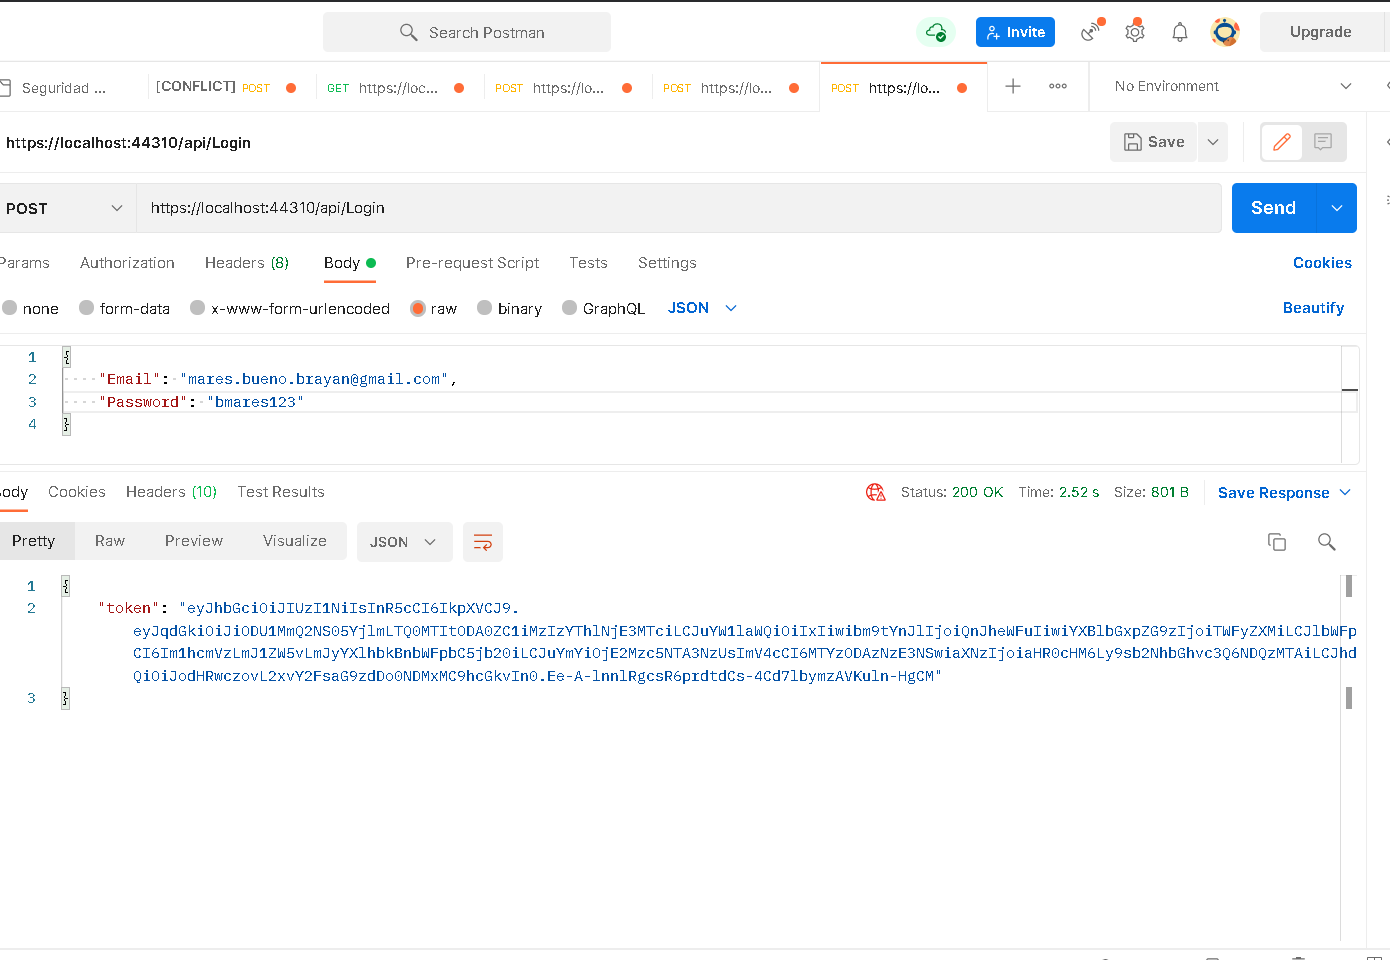 Search Postman
Invite
Upgrade
Seguridad ...
[CONFLICT] POST
GET https://loc...
POST https://lo...
POST https://lo...
POST https://lo...
No Environment
https://localhost:44310/api/Login
Save
POST
https://localhost:44310/api/Login
Send
Params Authorization Headers (8) Body Pre-request Script Tests Settings Cookies
none form-data x-www-form-urlencoded raw binary GraphQL JSON Beautify
1 {
2 "Email": "mares.bueno.brayan@gmail.com",
3 "Password": "bmares123"
4 }
Body Cookies Headers (10) Test Results Status: 200 OK Time: 2.52 s Size: 801 B Save Response
Pretty Raw Preview Visualize JSON
1 {
2 "token": "eyJhbGciOiJIUzI1NiIsInR5cCI6IkpXVCJ9.
eyJqdGkiOiJiODU1MmQ2NS05YjlmLTQ0MTItODA0ZC1iMzIzYThlNjE3MTciLCJuYW1laWQiOiIxIiwibm9tYnJlIjoiQnJheWFuIiwiYXBlbGxpZG9zIjoiTWFyZXMiLCJlbWFp
CI6Im1hcmVzLmJ1ZW5vLmJyYXlhbkBnbWFpbC5jb20iLCJuYmYiOjE2Mzc5NTA3NzUsImV4cCI6MTYzODAzNzE3NSwiaXNzIjoiaHR0cHM6Ly9sb2NhbGhvc3Q6NDQzMTAiLCJhd
QiOiJodHRwczovL2xvY2FsaG9zdDo0NDMxMC9hcGkvIn0.Ee-A-lnnlRgcsR6prdtdCs-4Cd7lbymzAVKuln-HgCM"
3 }